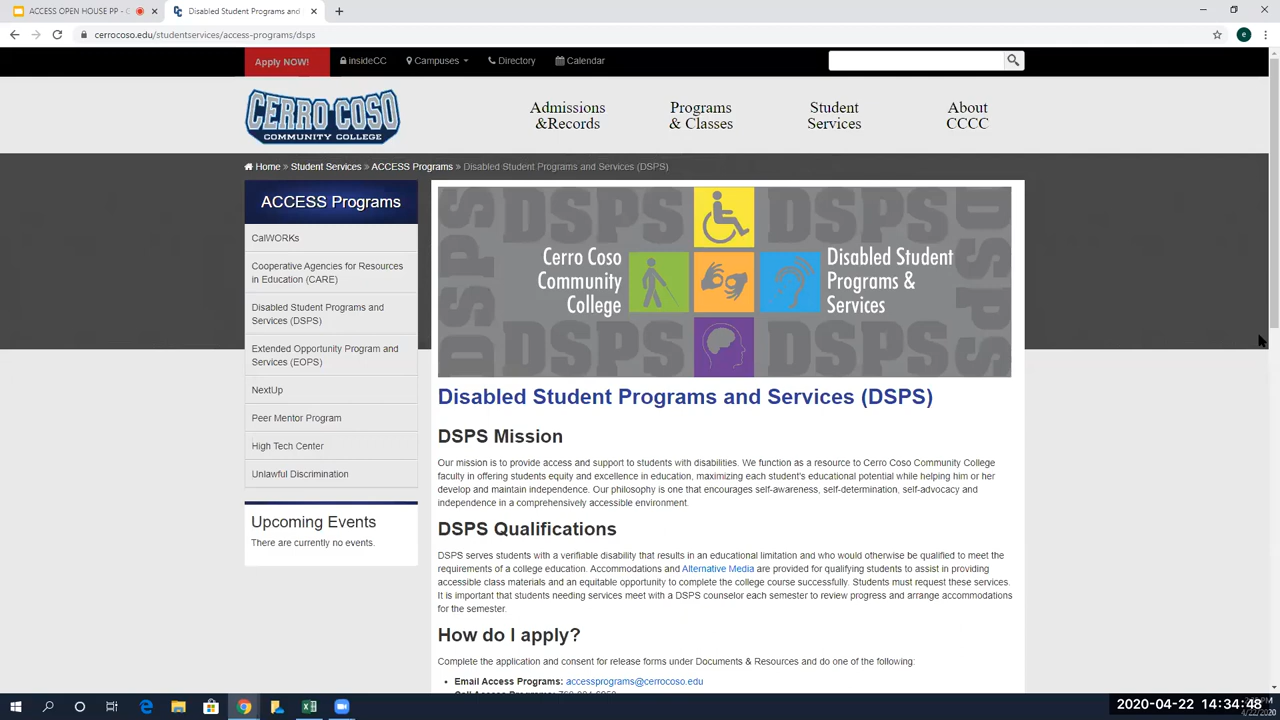 ACCESS OPEN HOUSE PP - G
Disabled Student Programs and
cerrocoso.edu/studentservices/access-programs/dsps
e
Apply NOW!
insideCC
Campuses
Directory
Calendar
CERRO COSO
COMMUNITY COLLEGE
Admissions
&Records
Programs
& Classes
Student
Services
About
CCCC
Home » Student Services » ACCESS Programs » Disabled Student Programs and Services (DSPS)
ACCESS Programs
CalWORKs
Cooperative Agencies for Resources
in Education (CARE)
Disabled Student Programs and
Services (DSPS)
Extended Opportunity Program and
Services (EOPS)
NextUp
Peer Mentor Program
High Tech Center
Unlawful Discrimination
Upcoming Events
There are currently no events.
DSPS DSPS DSPS DSPS
Cerro Coso
Community
College
Disabled Student
Programs &
Services
DSPS DSPS
Disabled Student Programs and Services (DSPS)
DSPS Mission
Our mission is to provide access and support to students with disabilities. We function as a resource to Cerro Coso Community College
faculty in offering students equity and excellence in education, maximizing each student's educational potential while helping him or her
develop and maintain independence. Our philosophy is one that encourages self-awareness, self-determination, self-advocacy and
independence in a comprehensively accessible environment.
DSPS Qualifications
DSPS serves students with a verifiable disability that results in an educational limitation and who would otherwise be qualified to meet the
requirements of a college education. Accommodations and Alternative Media are provided for qualifying students to assist in providing
accessible class materials and an equitable opportunity to complete the college course successfully. Students must request these services.
It is important that students needing services meet with a DSPS counselor each semester to review progress and arrange accommodations
for the semester.
How do I apply?
Complete the application and consent for release forms under Documents & Resources and do one of the following:
• Email Access Programs: accessprograms@cerrocoso.edu
2020-04-22 14:34:48